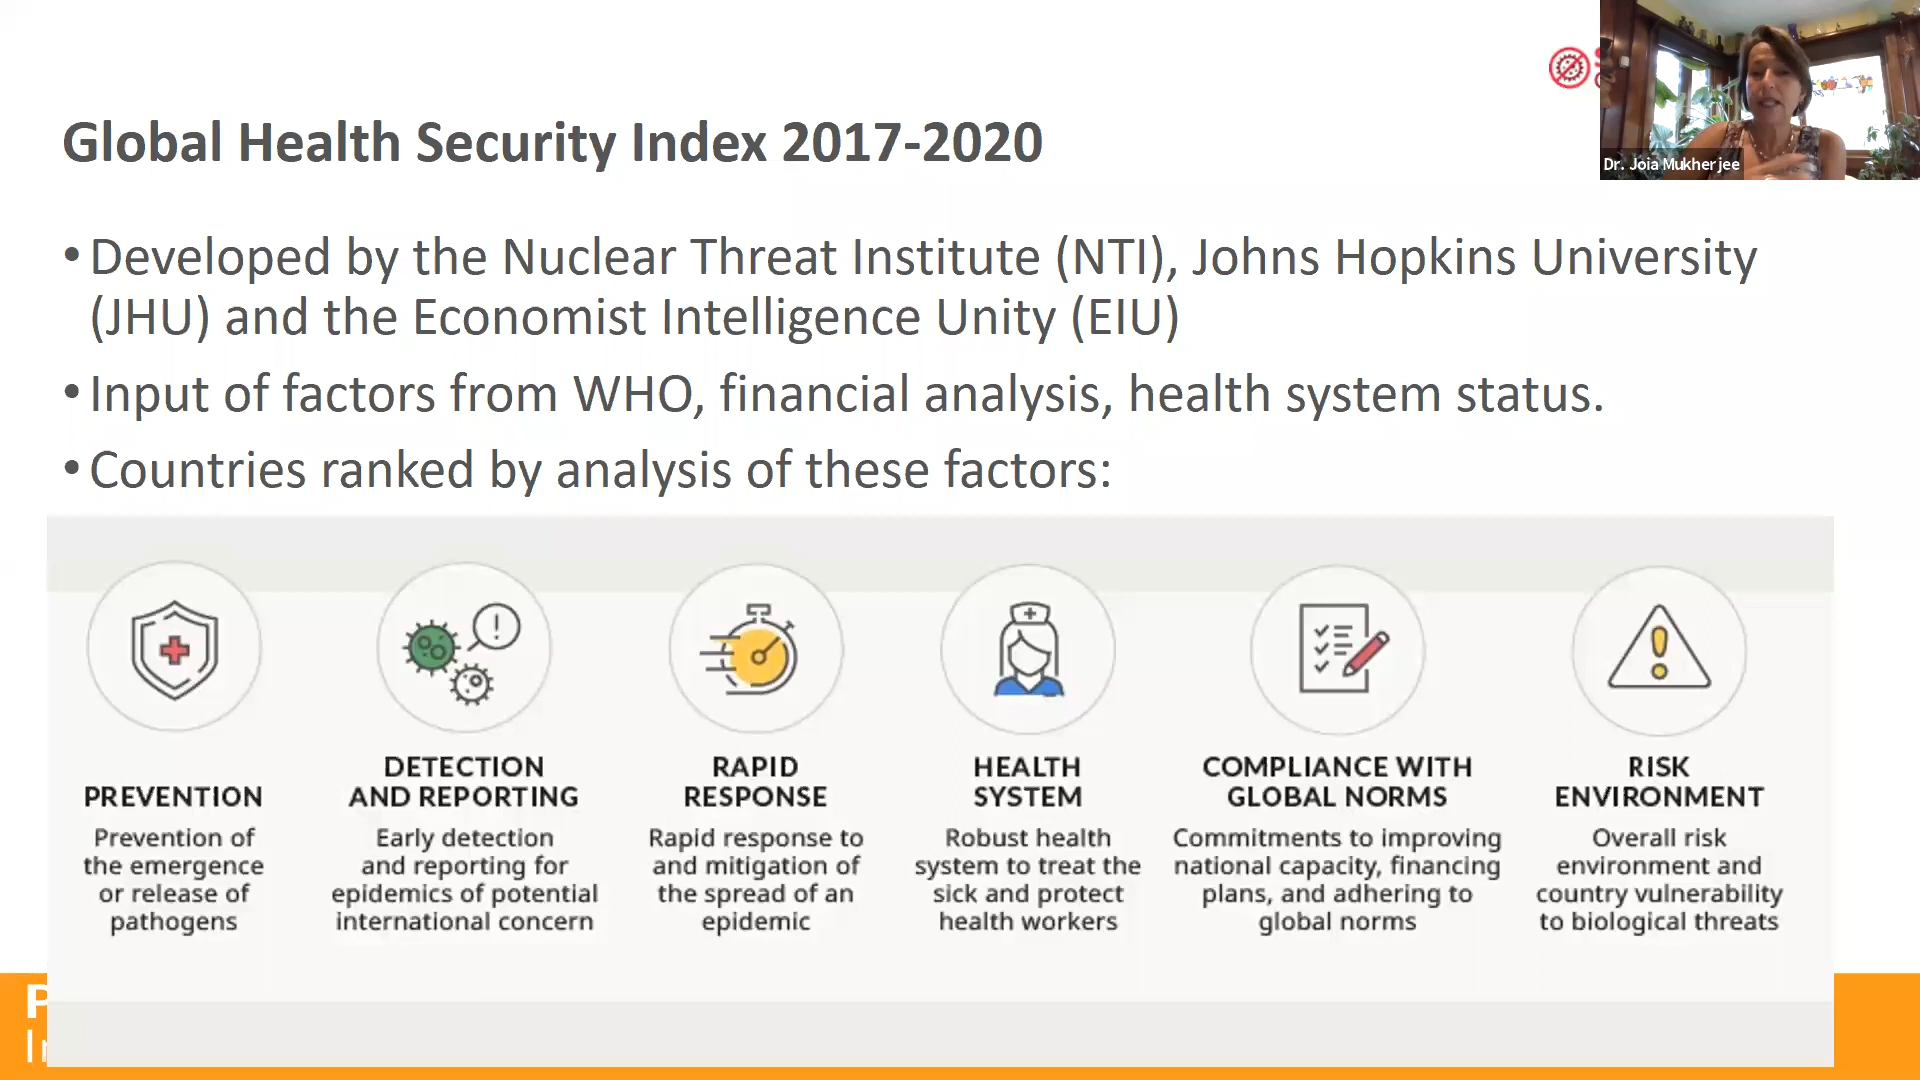 Global Health Security Index 2017-2020
Dr. Joia Mukherjee
• Developed by the Nuclear Threat Institute (NTI), Johns Hopkins University
(JHU) and the Economist Intelligence Unity (EIU)
• Input of factors from WHO, financial analysis, health system status.
• Countries ranked by analysis of these factors:
PREVENTION
Prevention of
the emergence
or release of
pathogens
DETECTION
AND REPORTING
Early detection
and reporting for
epidemics of potential
international concern
RAPID
RESPONSE
Rapid response to
and mitigation of
the spread of an
epidemic
HEALTH
SYSTEM
Robust health
system to treat the
sick and protect
health workers
COMPLIANCE WITH
GLOBAL NORMS
Commitments to improving
national capacity, financing
plans, and adhering to
global norms
RISK
ENVIRONMENT
Overall risk
environment and
country vulnerability
to biological threats